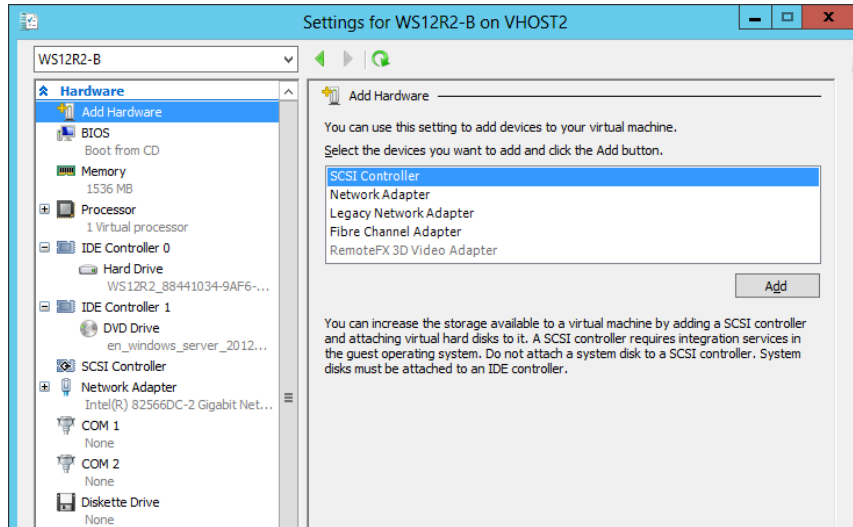 Settings for WS12R2-B on VHOST2
WS12R2-B
Hardware
Add Hardware
BIOS
Boot from CD
Memory
1536 MB
Processor
1 Virtual processor
IDE Controller 0
Hard Drive
WS12R2_88441034-9AF6-...
IDE Controller 1
DVD Drive
en_windows_server_2012...
SCSI Controller
Network Adapter
Intel(R) 82566DC-2 Gigabit Net...
COM 1
None
COM 2
None
Diskette Drive
None
Add Hardware
You can use this setting to add devices to your virtual machine.
Select the devices you want to add and click the Add button.
SCSI Controller
Network Adapter
Legacy Network Adapter
Fibre Channel Adapter
RemoteFX 3D Video Adapter
Add
You can increase the storage available to a virtual machine by adding a SCSI controller
and attaching virtual hard disks to it. A SCSI controller requires integration services in
the guest operating system. Do not attach a system disk to a SCSI controller. System
disks must be attached to an IDE controller.